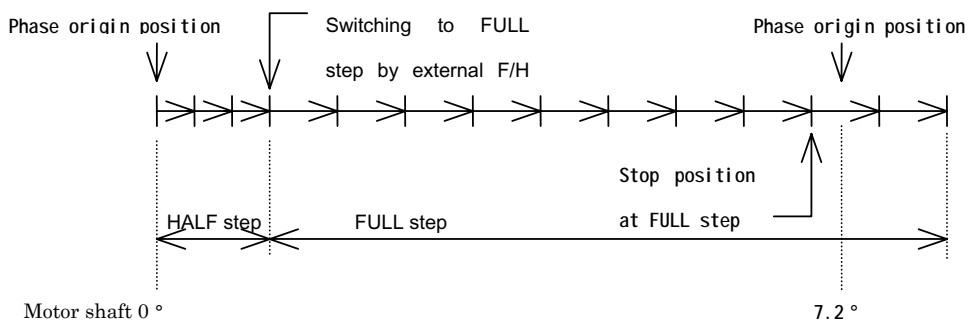 Phase origin position
Switching to FULL
step by external F/H
Phase origin position
Stop position
at FULL step
HALF step
FULL step
Motor shaft 0 °
7.2 °